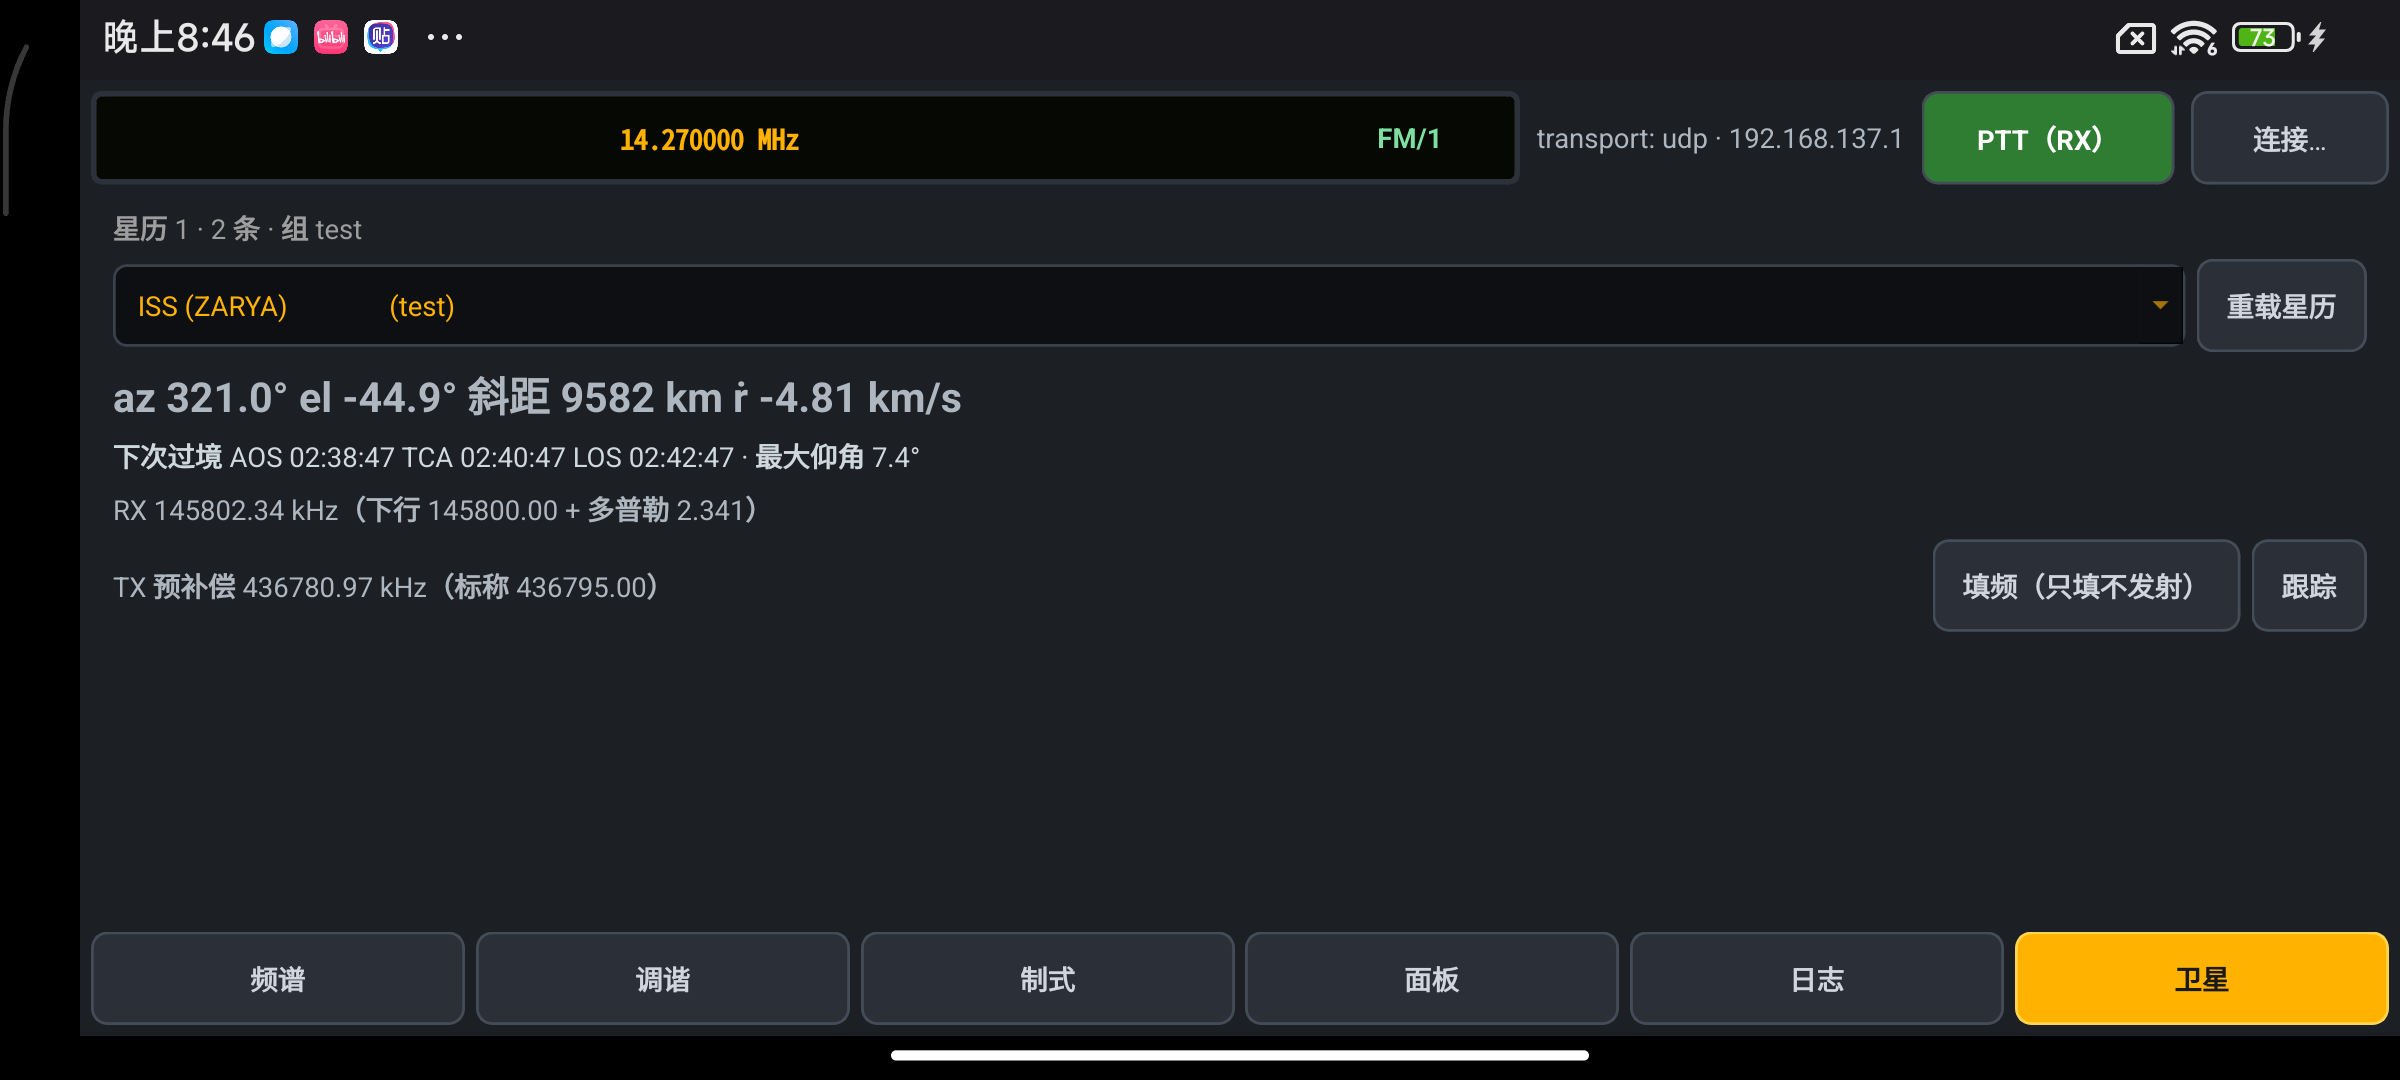 晚上8:46 bilibili 贴 ··· 6 73
14.270000 MHz FM/1 transport: udp · 192.168.137.1 PTT（RX） 连接...
星历 1 · 2 条 · 组 test
ISS (ZARYA) (test) 重载星历
az 321.0° el -44.9° 斜距 9582 km ṙ -4.81 km/s
下次过境 AOS 02:38:47 TCA 02:40:47 LOS 02:42:47 · 最大仰角 7.4°
RX 145802.34 kHz（下行 145800.00 + 多普勒 2.341）
TX 预补偿 436780.97 kHz（标称 436795.00） 填频（只填不发射） 跟踪
频谱 调谐 制式 面板 日志 卫星